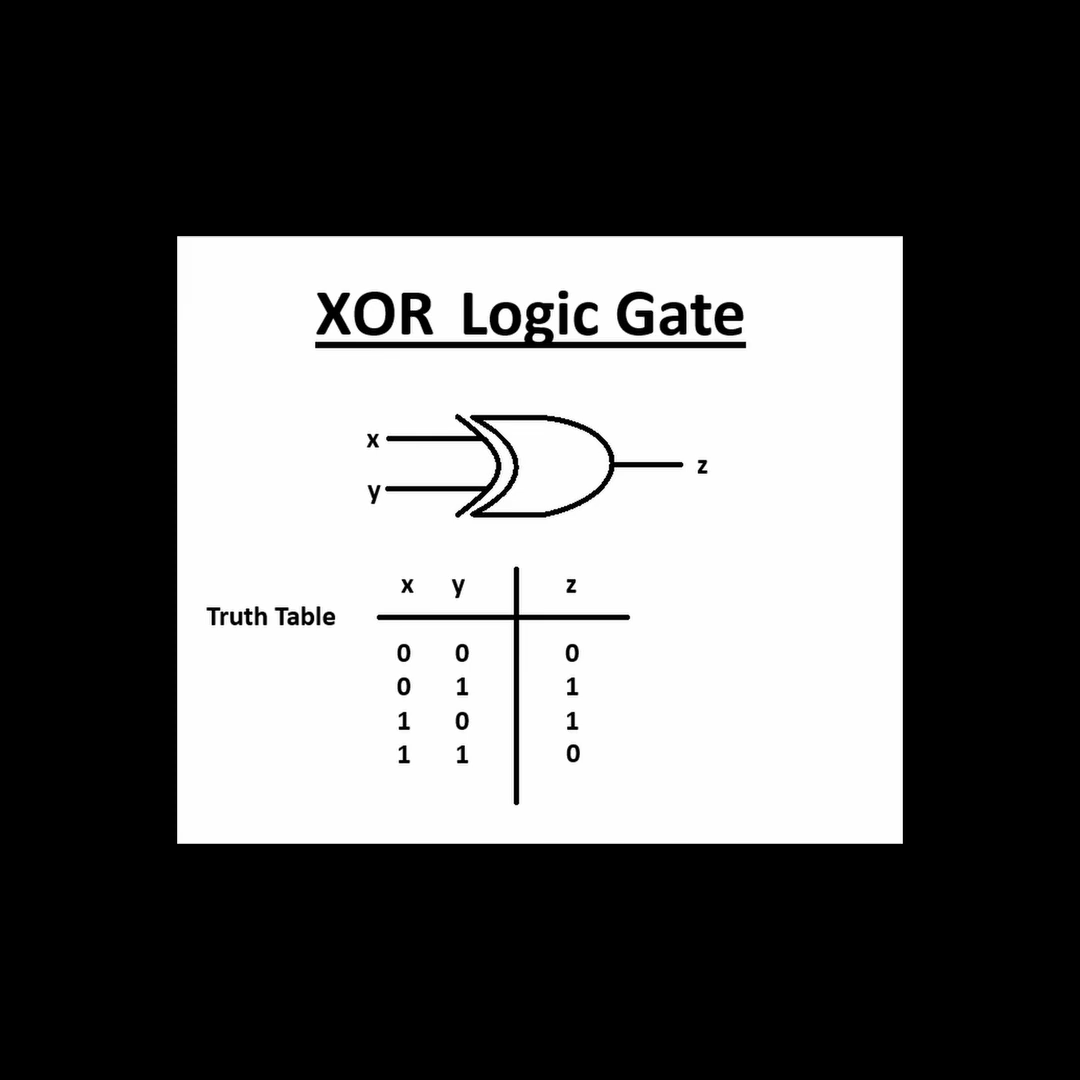 XOR Logic Gate
x
y
z
x y z
Truth Table
0 0 0
0 1 1
1 0 1
1 1 0